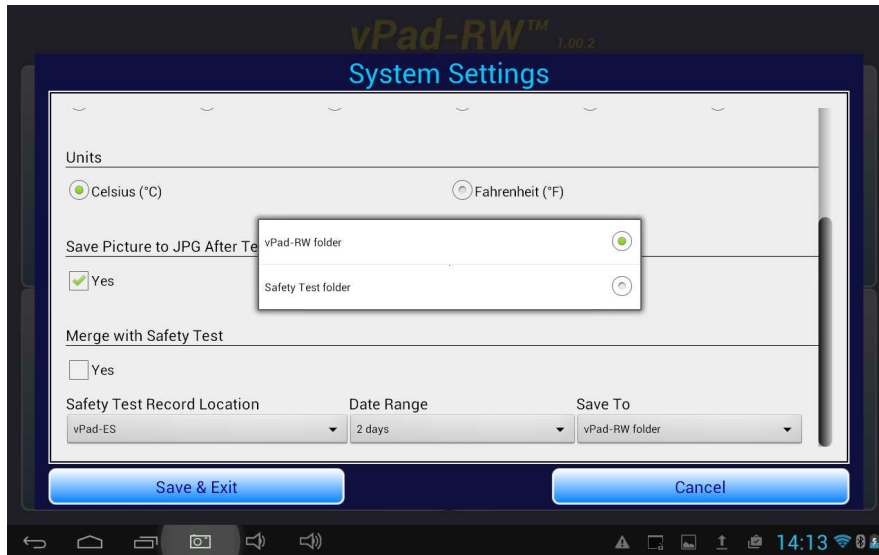 vPad-RW™ 1.00.2
System Settings
Units
Celsius (°C) Fahrenheit (°F)
Save Picture to JPG After Te
Yes
vPad-RW folder
Safety Test folder
Merge with Safety Test
Yes
Safety Test Record Location Date Range Save To
vPad-ES 2 days vPad-RW folder
Save & Exit Cancel
14:13